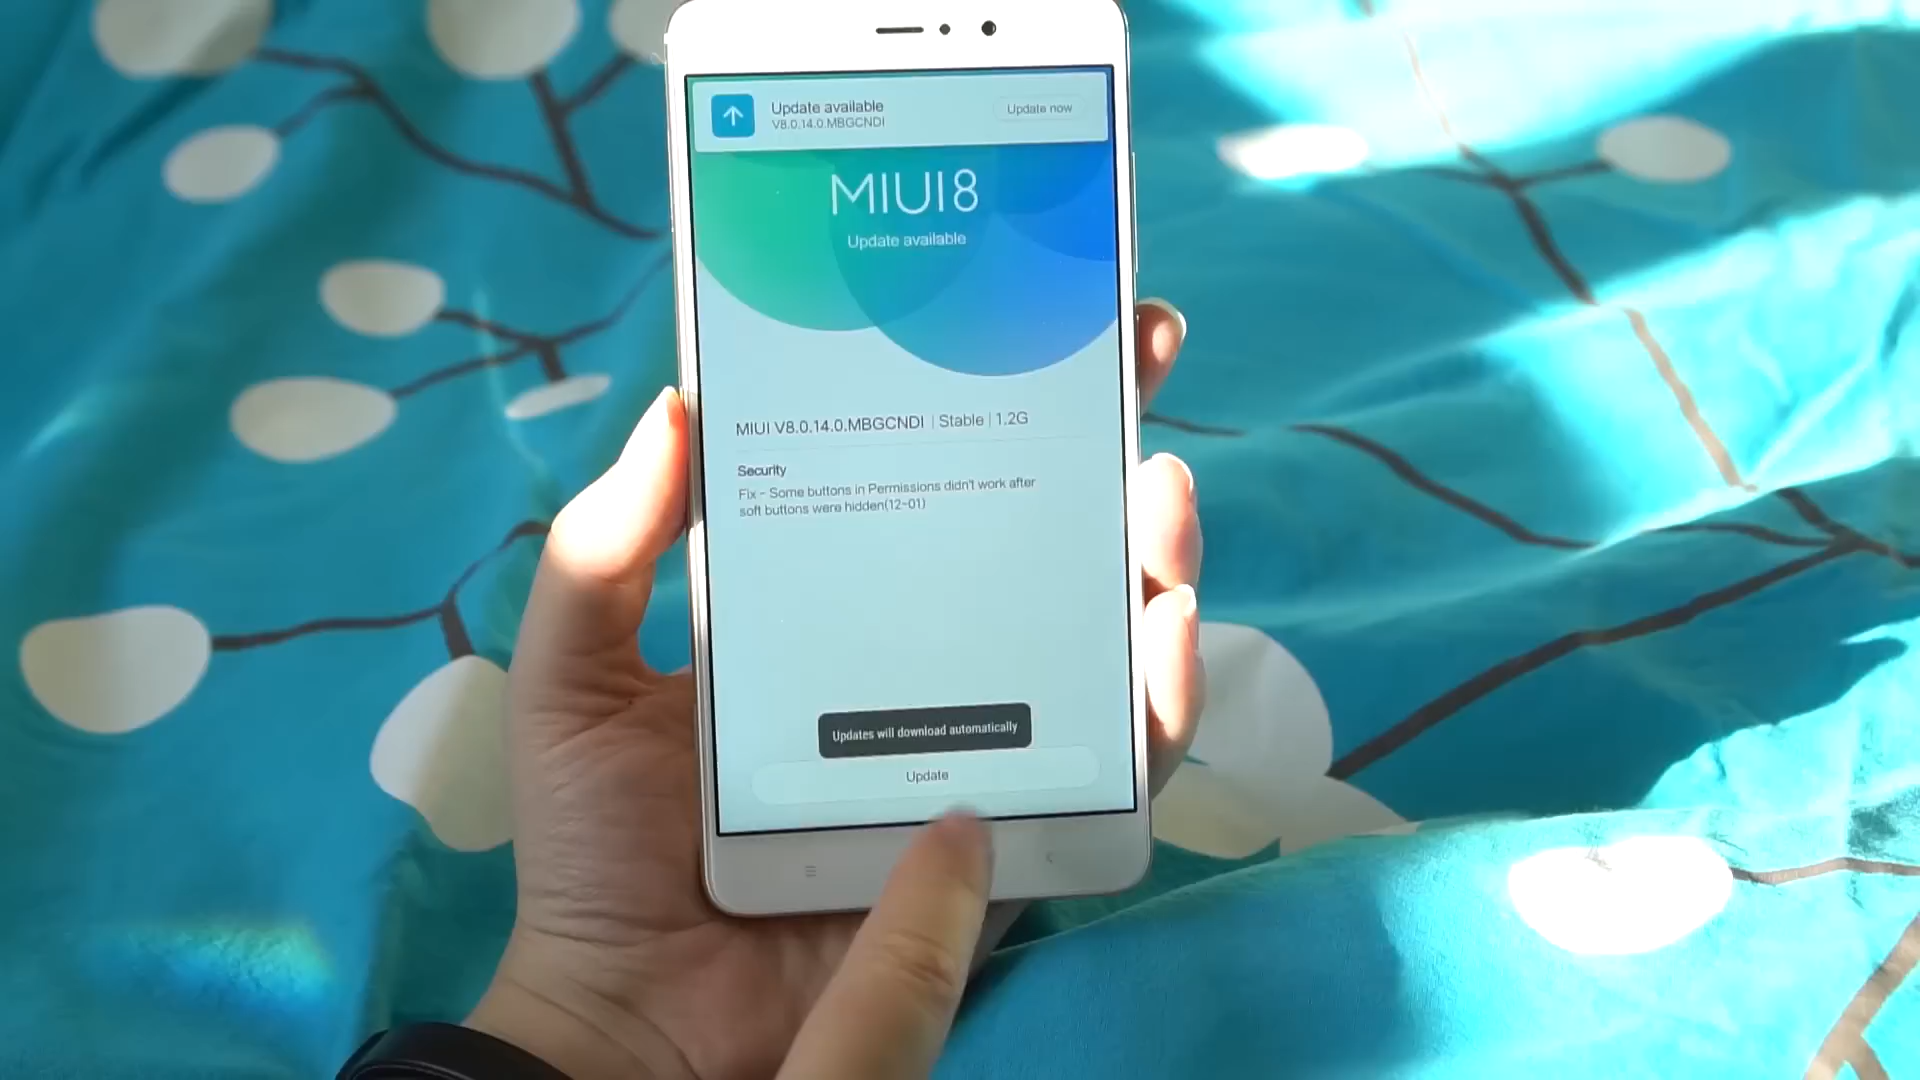 Update available
V8.0.14.0.MBGCNDI
Update now
MIUI 8
Update available
MIUI V8.0.14.0.MBGCNDI | Stable | 1.2G
Security
Fix - Some buttons in Permissions didn't work after
soft buttons were hidden(12-01)
Updates will download automatically
Update